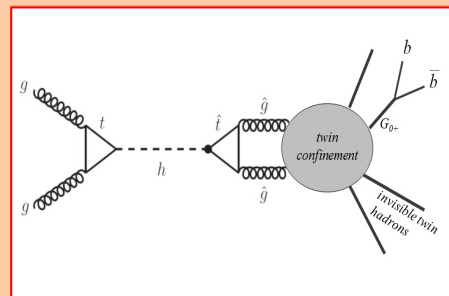 g
t
h
t̂
ĝ
ĝ
g
twin
confinement
b
b̅
G₀₊
invisible twin
hadrons